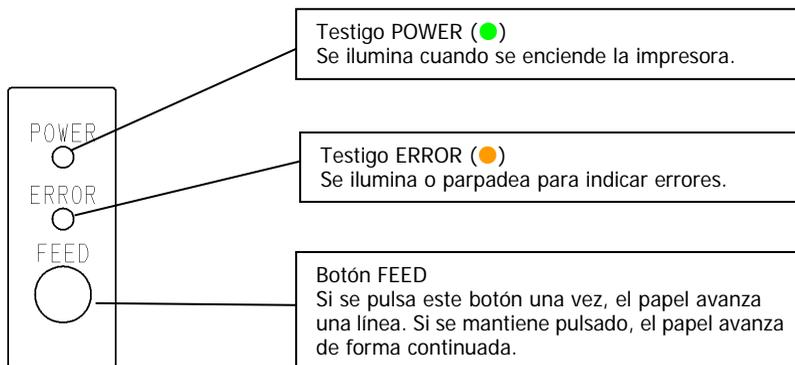 Testigo POWER (●)
Se ilumina cuando se enciende la impresora.
POWER
ERROR
FEED
Testigo ERROR (●)
Se ilumina o parpadea para indicar errores.
Botón FEED
Si se pulsa este botón una vez, el papel avanza
una línea. Si se mantiene pulsado, el papel avanza
de forma continuada.